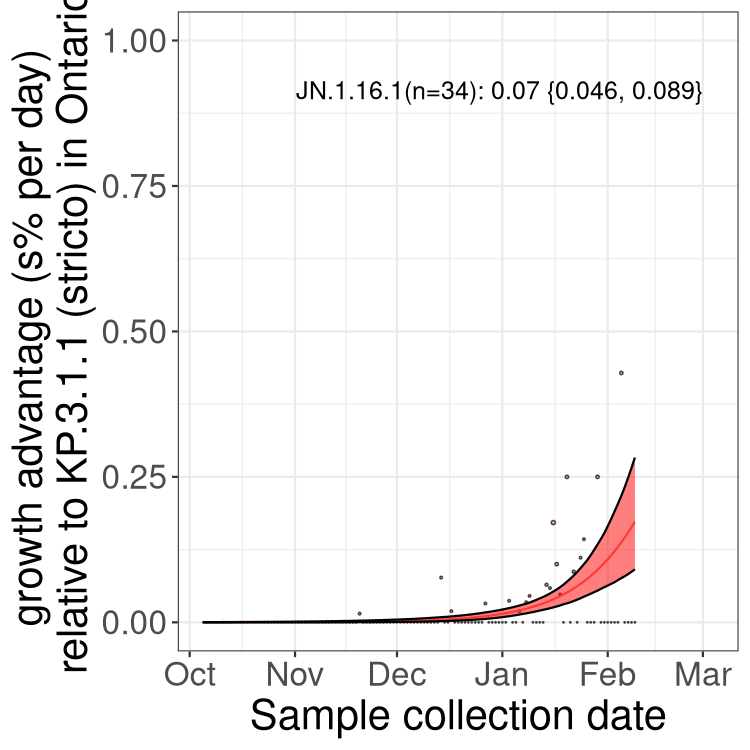 growth advantage (s% per day)
relative to KP.3.1.1 (stricto) in Ontario
1.00
0.75
0.50
0.25
0.00
JN.1.16.1(n=34): 0.07 {0.046, 0.089}
Oct Nov Dec Jan Feb Mar
Sample collection date